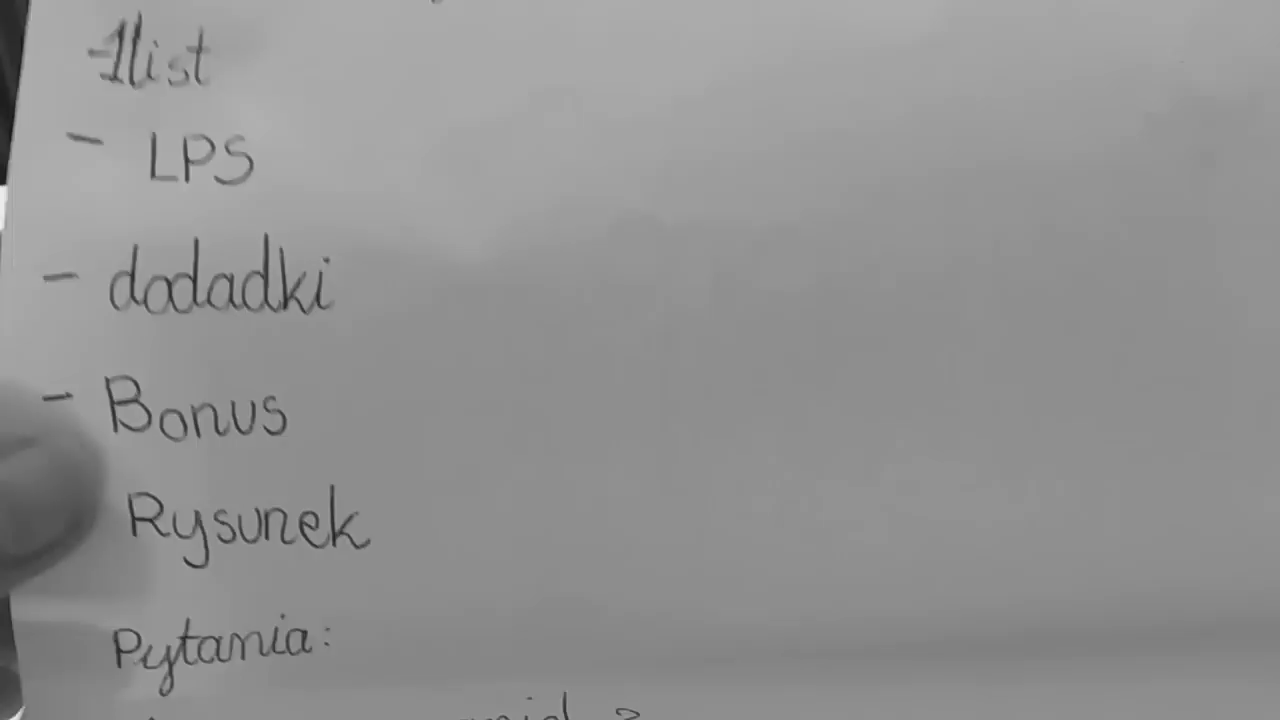 -1list
- LPS
- dodadki
- Bonus
Rysunek
Pytania: